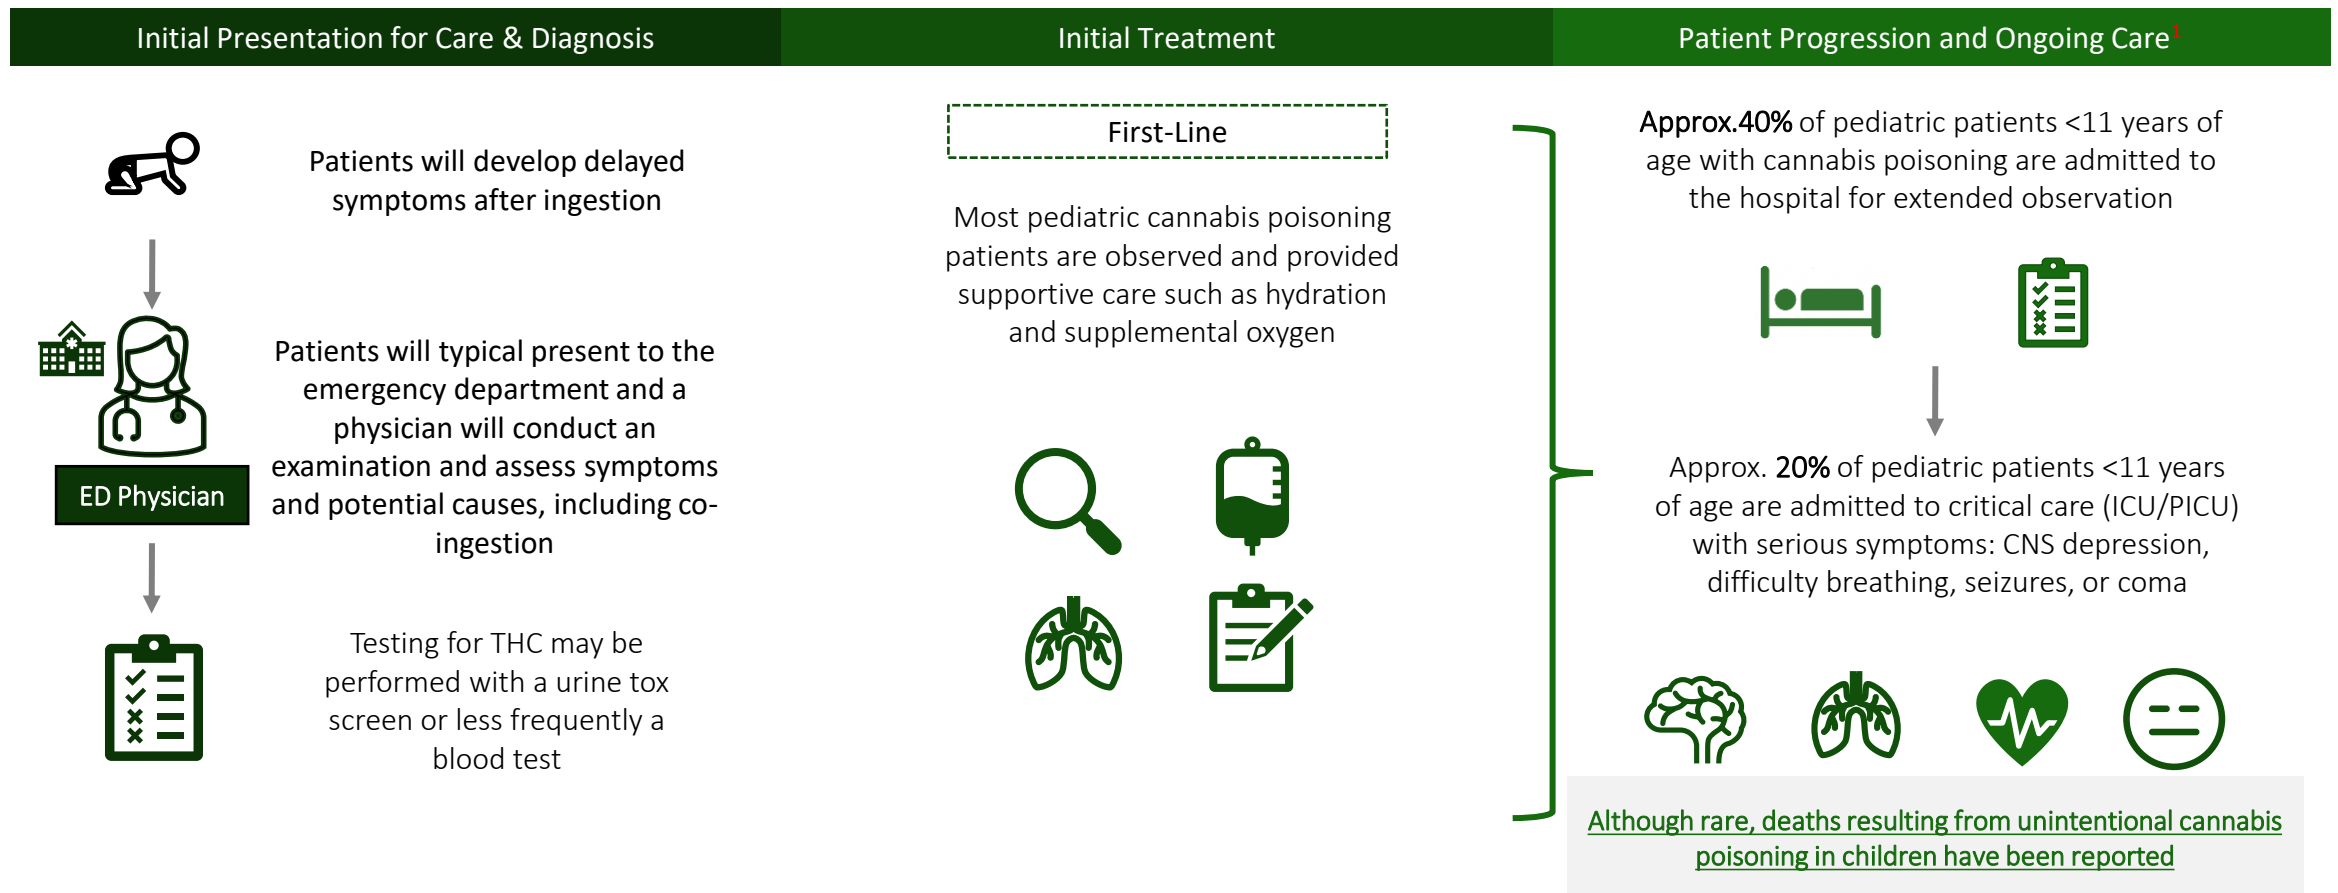 Initial Presentation for Care & Diagnosis
Initial Treatment
Patient Progression and Ongoing Care1
Patients will develop delayed
symptoms after ingestion
Patients will typical present to the
emergency department and a
physician will conduct an
examination and assess symptoms
and potential causes, including co-
ingestion
ED Physician
Testing for THC may be
performed with a urine tox
screen or less frequently a
blood test
First-Line
Most pediatric cannabis poisoning
patients are observed and provided
supportive care such as hydration
and supplemental oxygen
Approx.40% of pediatric patients <11 years of
age with cannabis poisoning are admitted to
the hospital for extended observation
Approx. 20% of pediatric patients <11 years
of age are admitted to critical care (ICU/PICU)
with serious symptoms: CNS depression,
difficulty breathing, seizures, or coma
Although rare, deaths resulting from unintentional cannabis
poisoning in children have been reported